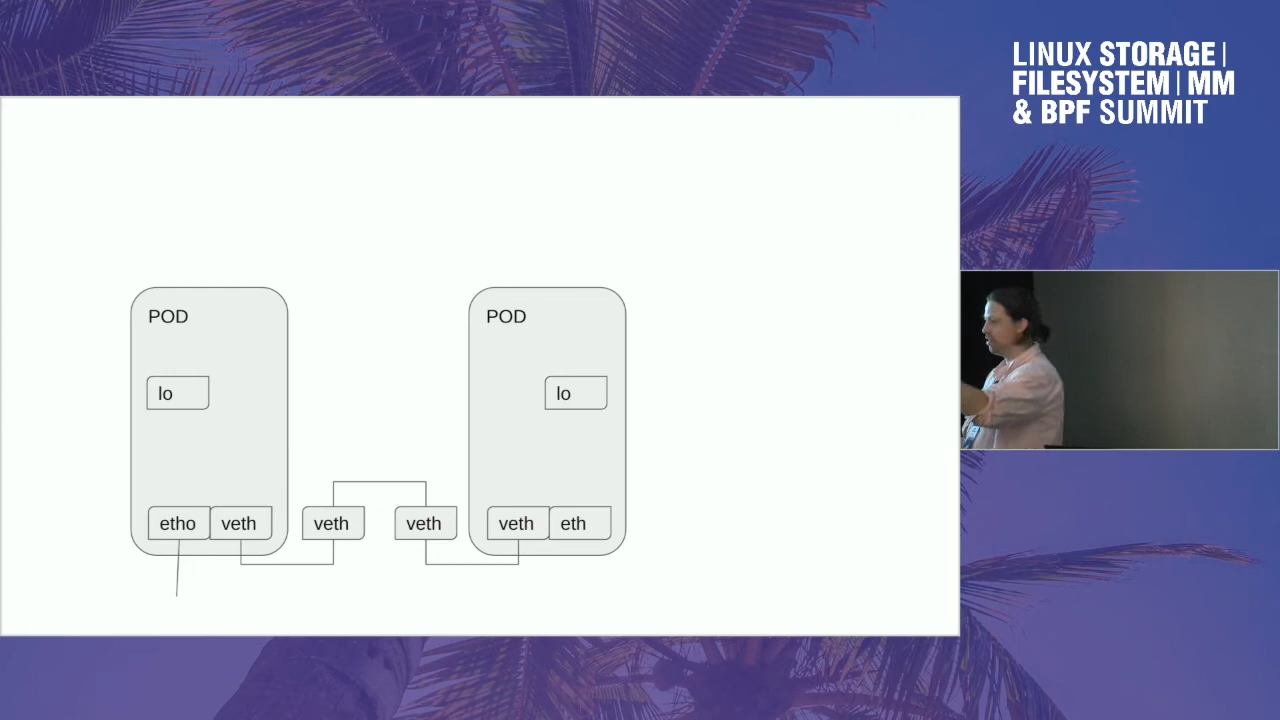 LINUX STORAGE |
FILESYSTEM | MM
& BPF SUMMIT
POD
POD
lo
lo
etho veth veth veth veth eth